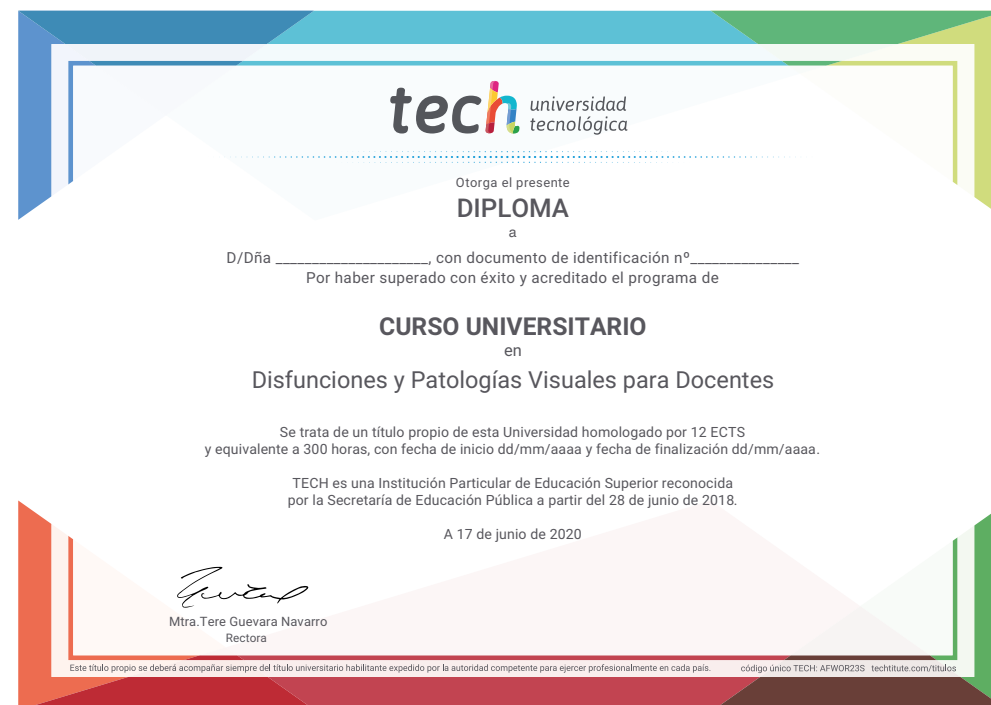 tech universidad
tecnológica
Otorga el presente
DIPLOMA
a
D/Dña ______________________, con documento de identificación nº_______________
Por haber superado con éxito y acreditado el programa de
CURSO UNIVERSITARIO
en
Disfunciones y Patologías Visuales para Docentes
Se trata de un título propio de esta Universidad homologado por 12 ECTS
y equivalente a 300 horas, con fecha de inicio dd/mm/aaaa y fecha de finalización dd/mm/aaaa.
TECH es una Institución Particular de Educación Superior reconocida
por la Secretaría de Educación Pública a partir del 28 de junio de 2018.
A 17 de junio de 2020
Mtra.Tere Guevara Navarro
Rectora
Este título propio se deberá acompañar siempre del título universitario habilitante expedido por la autoridad competente para ejercer profesionalmente en cada país. código único TECH: AFWOR23S techtitute.com/titulos